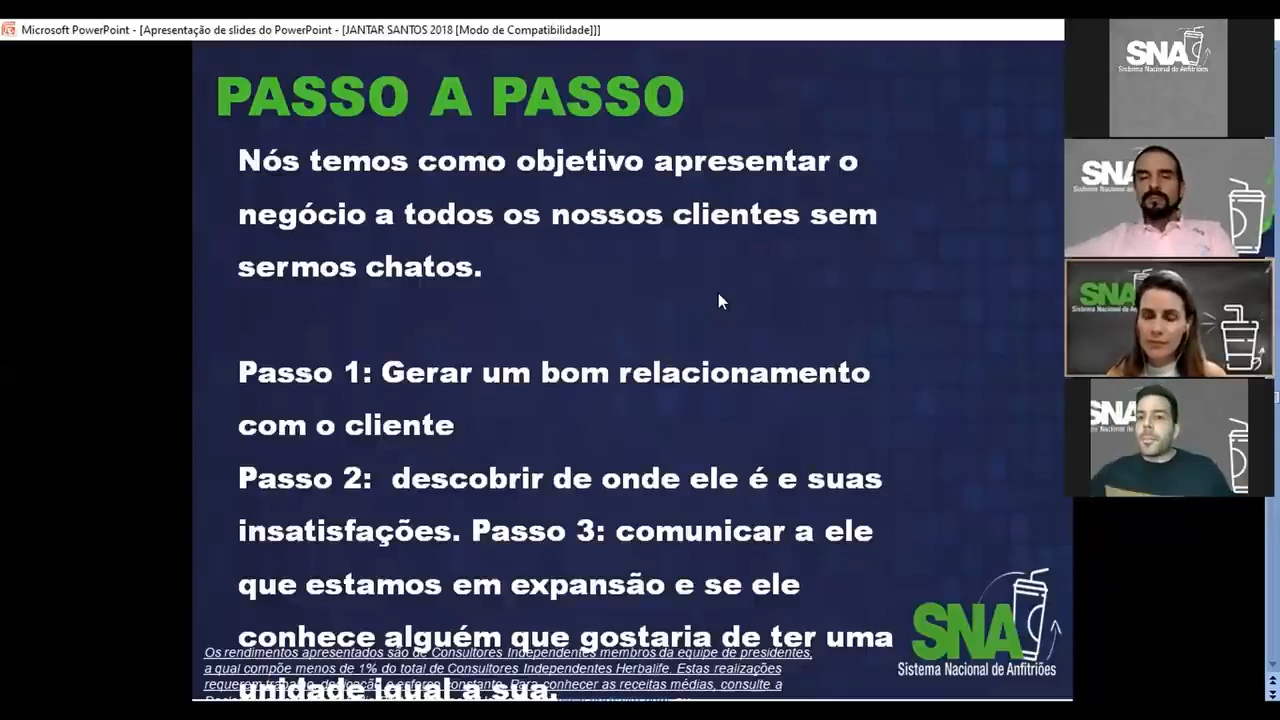 Microsoft PowerPoint - [Apresentação de slides do PowerPoint - [JANTAR SANTOS 2018 [Modo de Compatibilidade]]]
PASSO A PASSO
Nós temos como objetivo apresentar o
negócio a todos os nossos clientes sem
sermos chatos.
Passo 1: Gerar um bom relacionamento
com o cliente
Passo 2: descobrir de onde ele é e suas
insatisfações. Passo 3: comunicar a ele
que estamos em expansão e se ele
conhece alguém que gostaria de ter uma
unidade igual a sua.
Os rendimentos apresentados são de Consultores Independentes membros da equipe de presidentes,
a qual compõe menos de 1% do total de Consultores Independentes Herbalife. Estas realizações
requerem trabalho, dedicação e esforço constante. Para conhecer as receitas médias, consulte a
SNA
Sistema Nacional de Anfitriões
SNA
Sistema Nacional de Anfitriões
SNA
SNA
SNA